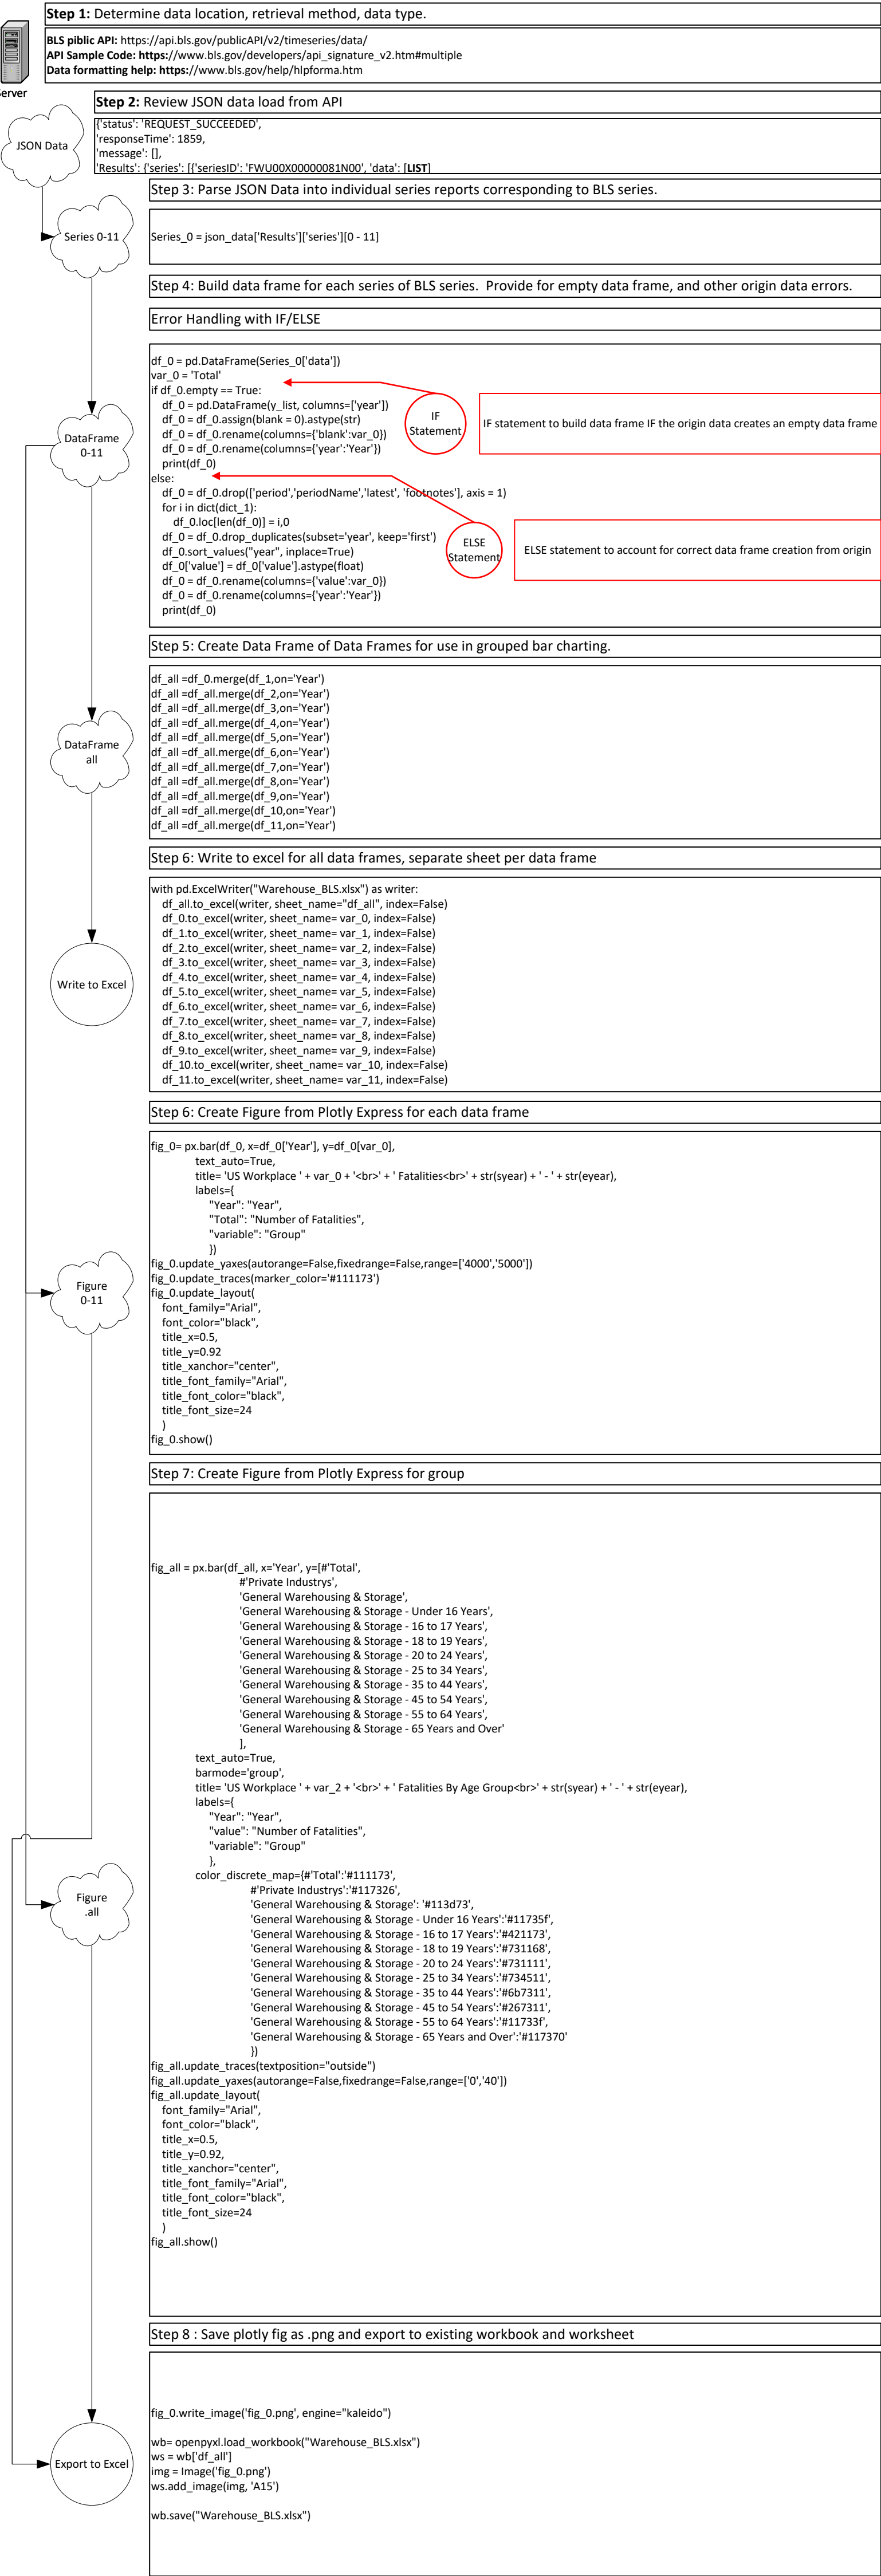 Step 1: Determine data location, retrieval method, data type.
BLS piblic API: https://api.bls.gov/publicAPI/v2/timeseries/data/
API Sample Code: https://www.bls.gov/developers/api_signature_v2.htm#multiple
Data formatting help: https://www.bls.gov/help/hlpforma.htm
Server
Step 2: Review JSON data load from API
JSON Data
{'status': 'REQUEST_SUCCEEDED',
'responseTime': 1859,
'message': [],
'Results': {'series': [{'seriesID': 'FWU00X00000081N00', 'data': [LIST]
Step 3: Parse JSON Data into individual series reports corresponding to BLS series.
Series 0-11
Series_0 = json_data['Results']['series'][0 - 11]
Step 4: Build data frame for each series of BLS series.  Provide for empty data frame, and other origin data errors.
Error Handling with IF/ELSE
DataFrame
0-11
df_0 = pd.DataFrame(Series_0['data'])
var_0 = 'Total'
if df_0.empty == True:
df_0 = pd.DataFrame(y_list, columns=['year'])
df_0 = df_0.assign(blank = 0).astype(str)
df_0 = df_0.rename(columns={'blank':var_0})
df_0 = df_0.rename(columns={'year':'Year'})
print(df_0)
else:
df_0 = df_0.drop(['period','periodName','latest', 'footnotes'], axis = 1)
for i in dict(dict_1):
df_0.loc[len(df_0)] = i,0
df_0 = df_0.drop_duplicates(subset='year', keep='first')
df_0.sort_values("year", inplace=True)
df_0['value'] = df_0['value'].astype(float)
df_0 = df_0.rename(columns={'value':var_0})
df_0 = df_0.rename(columns={'year':'Year'})
print(df_0)
IF
Statement
IF statement to build data frame IF the origin data creates an empty data frame
ELSE
Statement
ELSE statement to account for correct data frame creation from origin
Step 5: Create Data Frame of Data Frames for use in grouped bar charting.
DataFrame
all
df_all =df_0.merge(df_1,on='Year')
df_all =df_all.merge(df_2,on='Year')
df_all =df_all.merge(df_3,on='Year')
df_all =df_all.merge(df_4,on='Year')
df_all =df_all.merge(df_5,on='Year')
df_all =df_all.merge(df_6,on='Year')
df_all =df_all.merge(df_7,on='Year')
df_all =df_all.merge(df_8,on='Year')
df_all =df_all.merge(df_9,on='Year')
df_all =df_all.merge(df_10,on='Year')
df_all =df_all.merge(df_11,on='Year')
Step 6: Write to excel for all data frames, separate sheet per data frame
Write to Excel
with pd.ExcelWriter("Warehouse_BLS.xlsx") as writer:
df_all.to_excel(writer, sheet_name="df_all", index=False)
df_0.to_excel(writer, sheet_name= var_0, index=False)
df_1.to_excel(writer, sheet_name= var_1, index=False)
df_2.to_excel(writer, sheet_name= var_2, index=False)
df_3.to_excel(writer, sheet_name= var_3, index=False)
df_4.to_excel(writer, sheet_name= var_4, index=False)
df_5.to_excel(writer, sheet_name= var_5, index=False)
df_6.to_excel(writer, sheet_name= var_6, index=False)
df_7.to_excel(writer, sheet_name= var_7, index=False)
df_8.to_excel(writer, sheet_name= var_8, index=False)
df_9.to_excel(writer, sheet_name= var_9, index=False)
df_10.to_excel(writer, sheet_name= var_10, index=False)
df_11.to_excel(writer, sheet_name= var_11, index=False)
Step 6: Create Figure from Plotly Express for each data frame
Figure
0-11
fig_0= px.bar(df_0, x=df_0['Year'], y=df_0[var_0],
text_auto=True,
title= 'US Workplace ' + var_0 + '<br>' + ' Fatalities<br>' + str(syear) + ' - ' + str(eyear),
labels={
"Year": "Year",
"Total": "Number of Fatalities",
"variable": "Group"
})
fig_0.update_yaxes(autorange=False,fixedrange=False,range=['4000','5000'])
fig_0.update_traces(marker_color='#111173')
fig_0.update_layout(
font_family="Arial",
font_color="black",
title_x=0.5,
title_y=0.92
title_xanchor="center",
title_font_family="Arial",
title_font_color="black",
title_font_size=24
)
fig_0.show()
Step 7: Create Figure from Plotly Express for group
Figure
.all
fig_all = px.bar(df_all, x='Year', y=[#'Total',
#'Private Industrys',
'General Warehousing & Storage',
'General Warehousing & Storage - Under 16 Years',
'General Warehousing & Storage - 16 to 17 Years',
'General Warehousing & Storage - 18 to 19 Years',
'General Warehousing & Storage - 20 to 24 Years',
'General Warehousing & Storage - 25 to 34 Years',
'General Warehousing & Storage - 35 to 44 Years',
'General Warehousing & Storage - 45 to 54 Years',
'General Warehousing & Storage - 55 to 64 Years',
'General Warehousing & Storage - 65 Years and Over'
],
text_auto=True,
barmode='group',
title= 'US Workplace ' + var_2 + '<br>' + ' Fatalities By Age Group<br>' + str(syear) + ' - ' + str(eyear),
labels={
"Year": "Year",
"value": "Number of Fatalities",
"variable": "Group"
},
color_discrete_map={#'Total':'#111173',
#'Private Industrys':'#117326',
'General Warehousing & Storage': '#113d73',
'General Warehousing & Storage - Under 16 Years':'#11735f',
'General Warehousing & Storage - 16 to 17 Years':'#421173',
'General Warehousing & Storage - 18 to 19 Years':'#731168',
'General Warehousing & Storage - 20 to 24 Years':'#731111',
'General Warehousing & Storage - 25 to 34 Years':'#734511',
'General Warehousing & Storage - 35 to 44 Years':'#6b7311',
'General Warehousing & Storage - 45 to 54 Years':'#267311',
'General Warehousing & Storage - 55 to 64 Years':'#11733f',
'General Warehousing & Storage - 65 Years and Over':'#117370'
})
fig_all.update_traces(textposition="outside")
fig_all.update_yaxes(autorange=False,fixedrange=False,range=['0','40'])
fig_all.update_layout(
font_family="Arial",
font_color="black",
title_x=0.5,
title_y=0.92,
title_xanchor="center",
title_font_family="Arial",
title_font_color="black",
title_font_size=24
)
fig_all.show()
Step 8 : Save plotly fig as .png and export to existing workbook and worksheet
Export to Excel
fig_0.write_image('fig_0.png', engine="kaleido")
wb= openpyxl.load_workbook("Warehouse_BLS.xlsx")
ws = wb['df_all']
img = Image('fig_0.png')
ws.add_image(img, 'A15')
wb.save("Warehouse_BLS.xlsx")